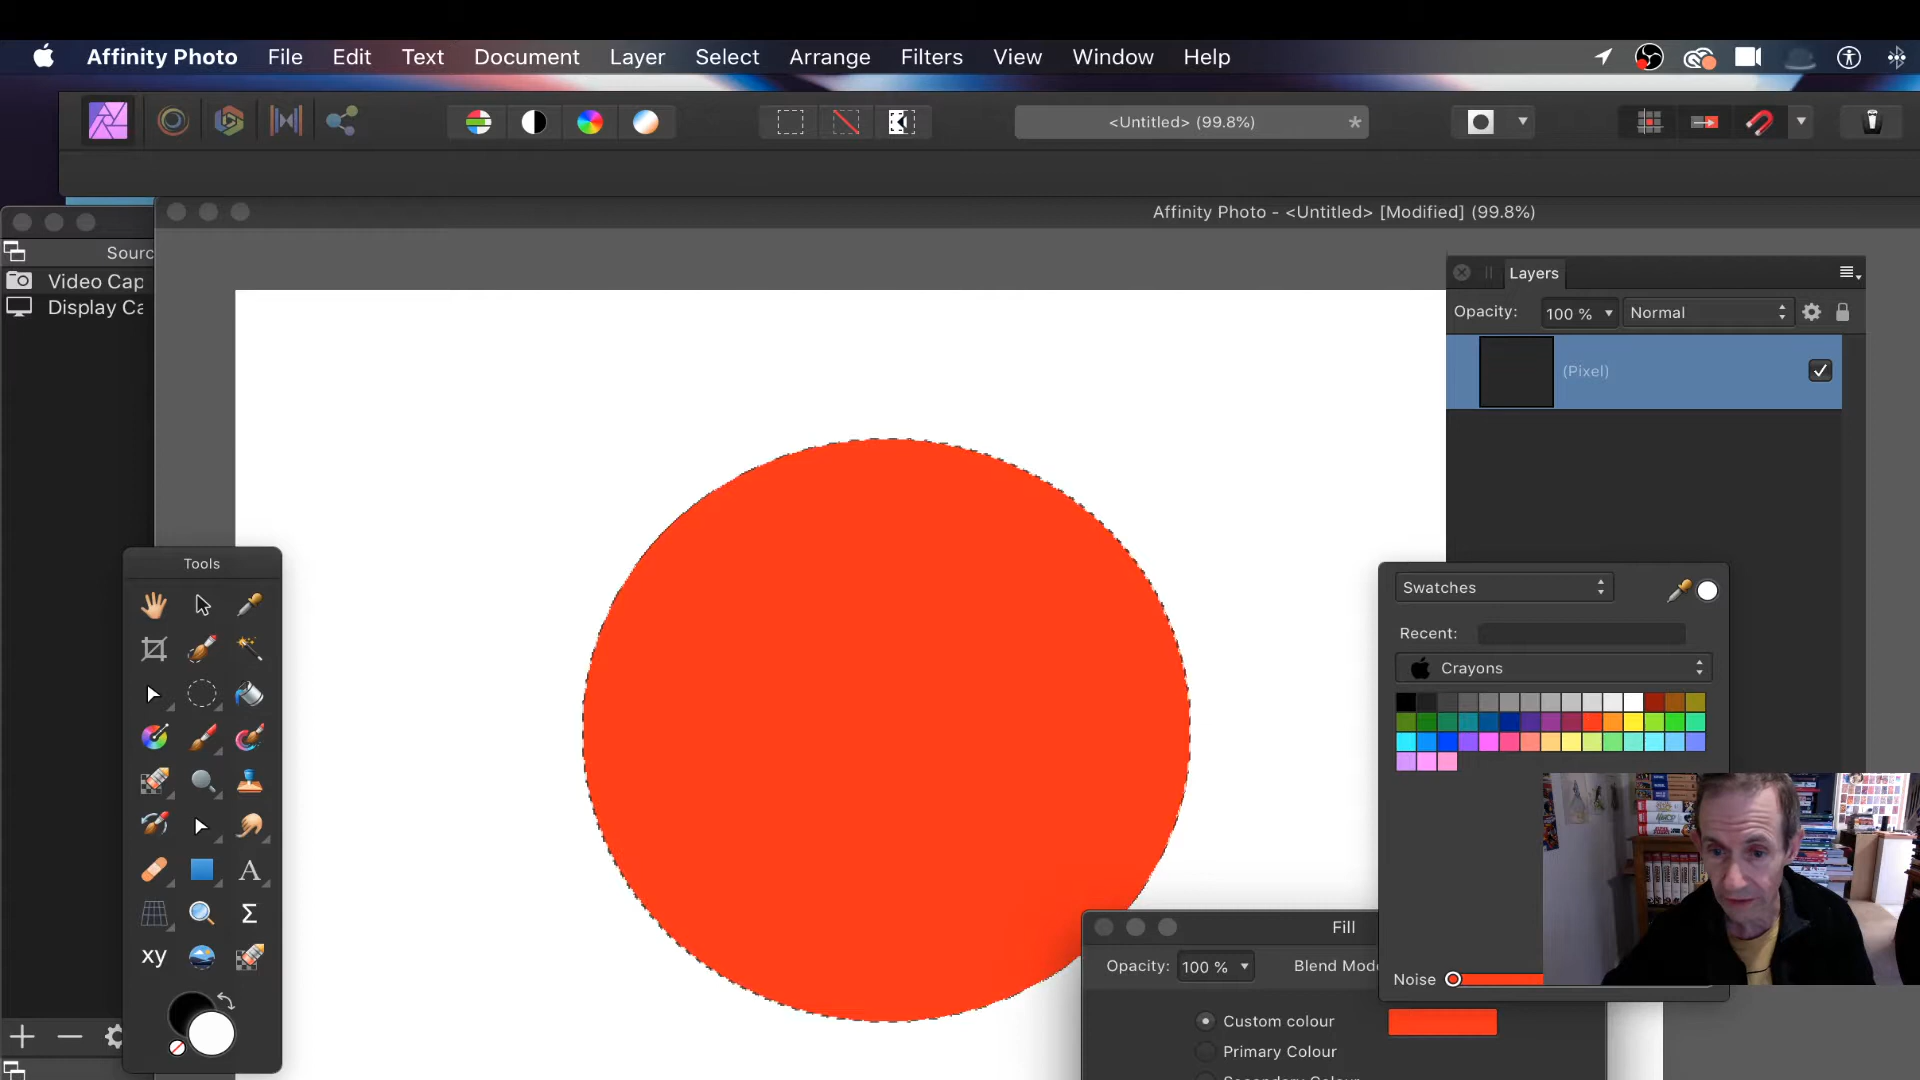 Affinity Photo File Edit Text Document Layer Select Arrange Filters View Window Help
<Untitled> (99.8%) *
Affinity Photo - <Untitled> [Modified] (99.8%)
Sourc
Video Cap
Display Ca
Layers
Opacity: 100 % Normal
(Pixel)
Tools
A
Σ
xy
Swatches
Recent:
Crayons
Noise
Fill
Opacity: 100 % Blend Mod
Custom colour
Primary Colour
Secondary Colour